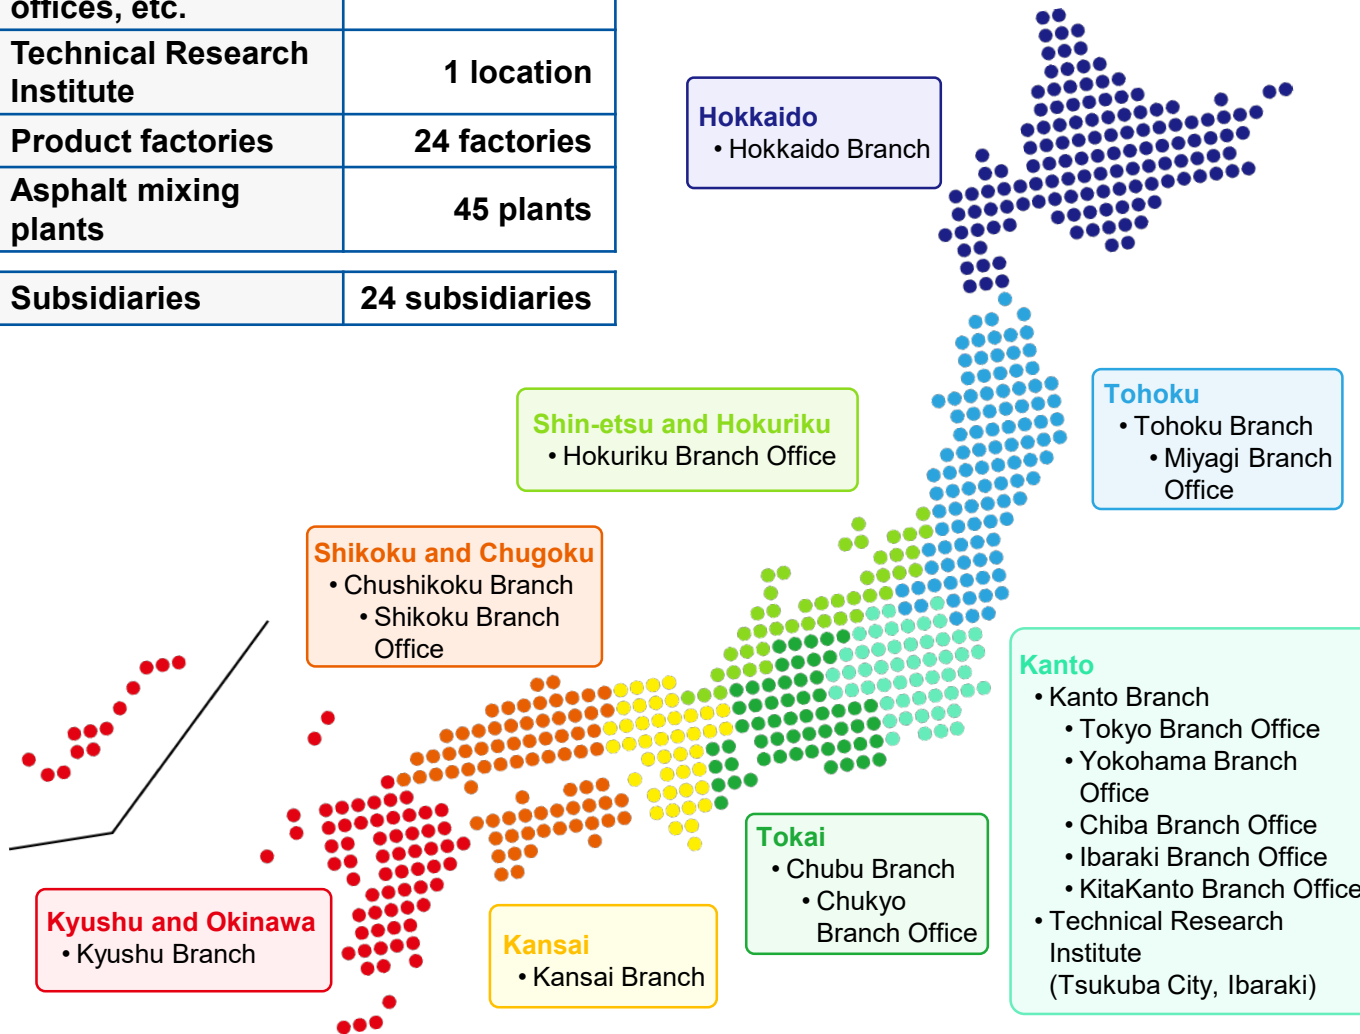 offices, etc.
Technical Research
Institute
1 location
Product factories
24 factories
Asphalt mixing
plants
45 plants
Subsidiaries
24 subsidiaries
Hokkaido
• Hokkaido Branch
Tohoku
• Tohoku Branch
• Miyagi Branch
Office
Shin-etsu and Hokuriku
• Hokuriku Branch Office
Shikoku and Chugoku
• Chushikoku Branch
• Shikoku Branch
Office
Kanto
• Kanto Branch
• Tokyo Branch Office
• Yokohama Branch
Office
• Chiba Branch Office
• Ibaraki Branch Office
• KitaKanto Branch Office
• Technical Research
Institute
(Tsukuba City, Ibaraki)
Tokai
• Chubu Branch
• Chukyo
Branch Office
Kyushu and Okinawa
• Kyushu Branch
Kansai
• Kansai Branch